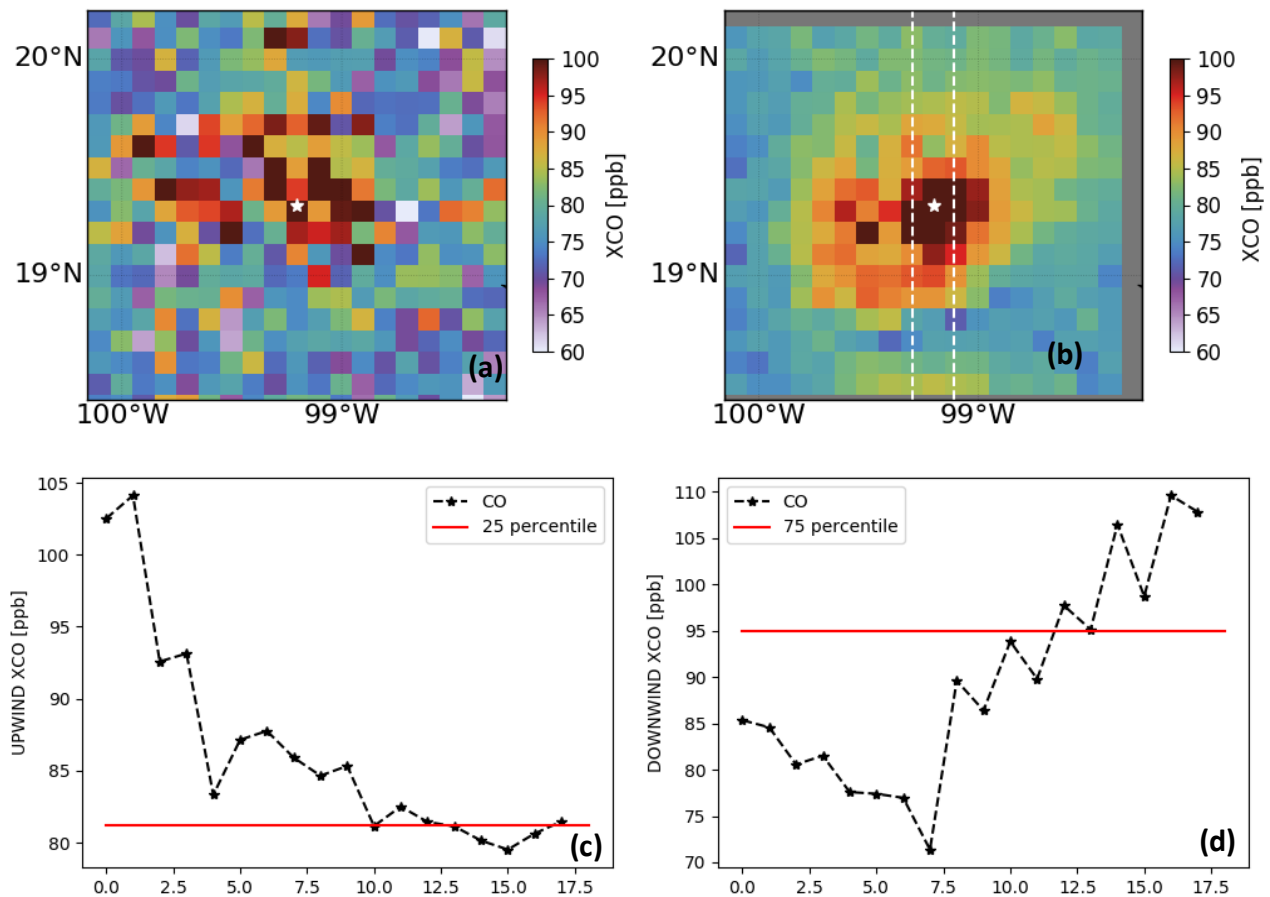 20°N
19°N
100°W
99°W
100
95
90
85
80
75
70
65
60
XCO [ppb]
(a)
20°N
19°N
100°W
99°W
100
95
90
85
80
75
70
65
60
XCO [ppb]
(b)
UPWIND XCO [ppb]
105
100
95
90
85
80
0.0 2.5 5.0 7.5 10.0 12.5 15.0 17.5
CO
25 percentile
(c)
DOWNWIND XCO [ppb]
110
105
100
95
90
85
80
75
70
0.0 2.5 5.0 7.5 10.0 12.5 15.0 17.5
CO
75 percentile
(d)